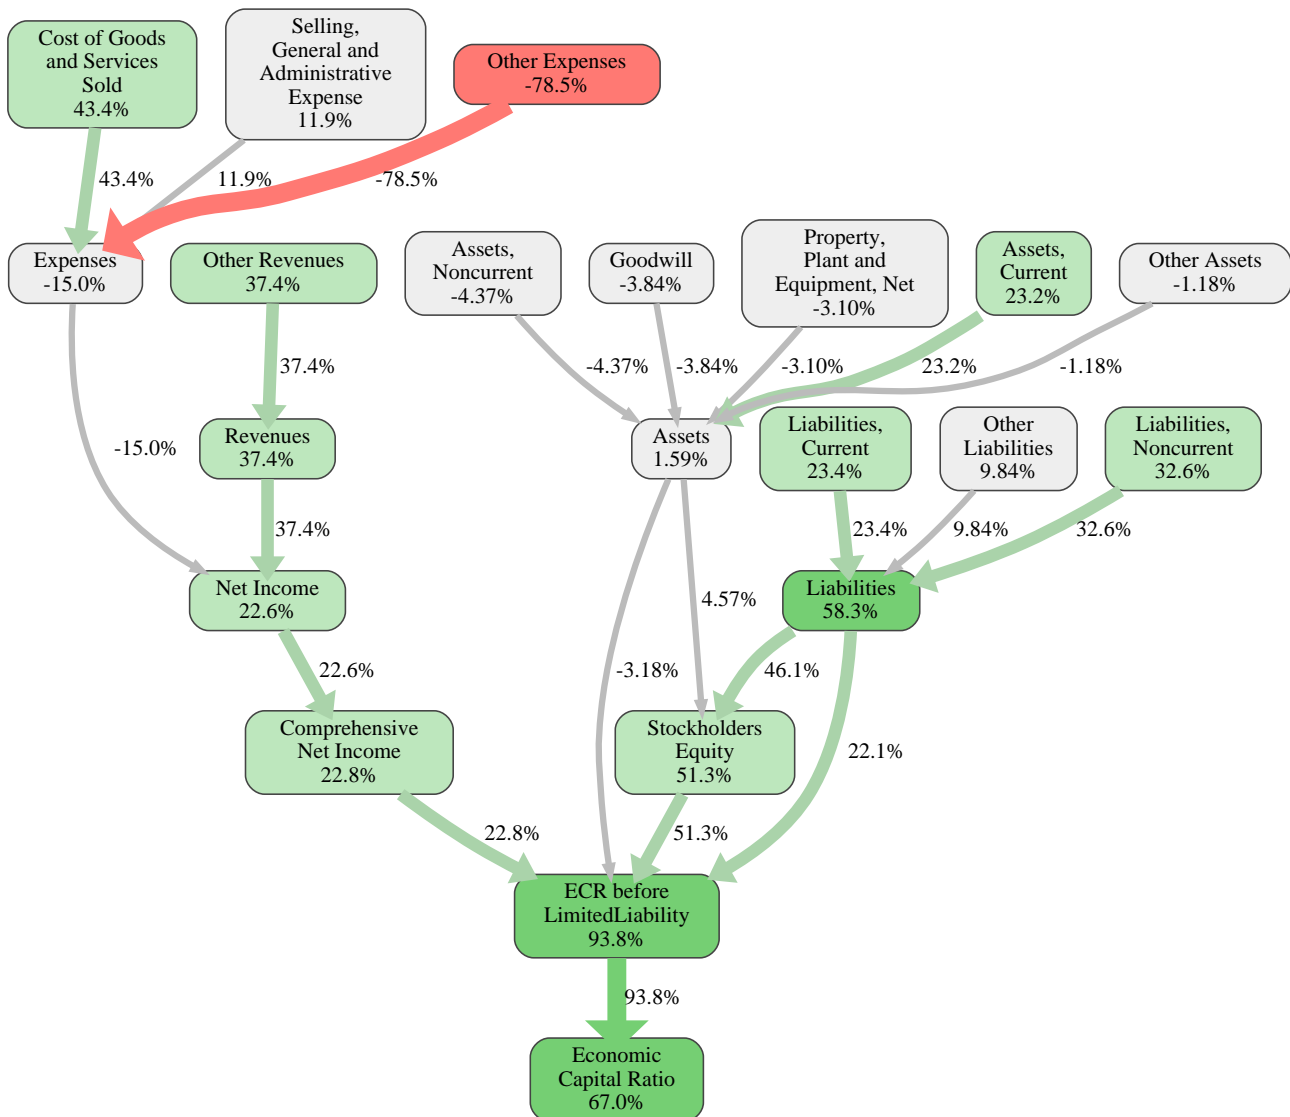 Cost of Goods
and Services
Sold
43.4%
Selling,
General and
Administrative
Expense
11.9%
Other Expenses
-78.5%
43.4%
11.9%
-78.5%
Expenses
-15.0%
Other Revenues
37.4%
Assets,
Noncurrent
-4.37%
Goodwill
-3.84%
Property,
Plant and
Equipment, Net
-3.10%
Assets,
Current
23.2%
Other Assets
-1.18%
37.4%
-4.37%
-3.84%
-3.10%
23.2%
-1.18%
-15.0%
Revenues
37.4%
Assets
1.59%
Liabilities,
Current
23.4%
Other
Liabilities
9.84%
Liabilities,
Noncurrent
32.6%
37.4%
23.4%
9.84%
32.6%
Net Income
22.6%
4.57%
Liabilities
58.3%
22.6%
-3.18%
46.1%
Comprehensive
Net Income
22.8%
Stockholders
Equity
51.3%
22.1%
22.8%
51.3%
ECR before
LimitedLiability
93.8%
93.8%
Economic
Capital Ratio
67.0%